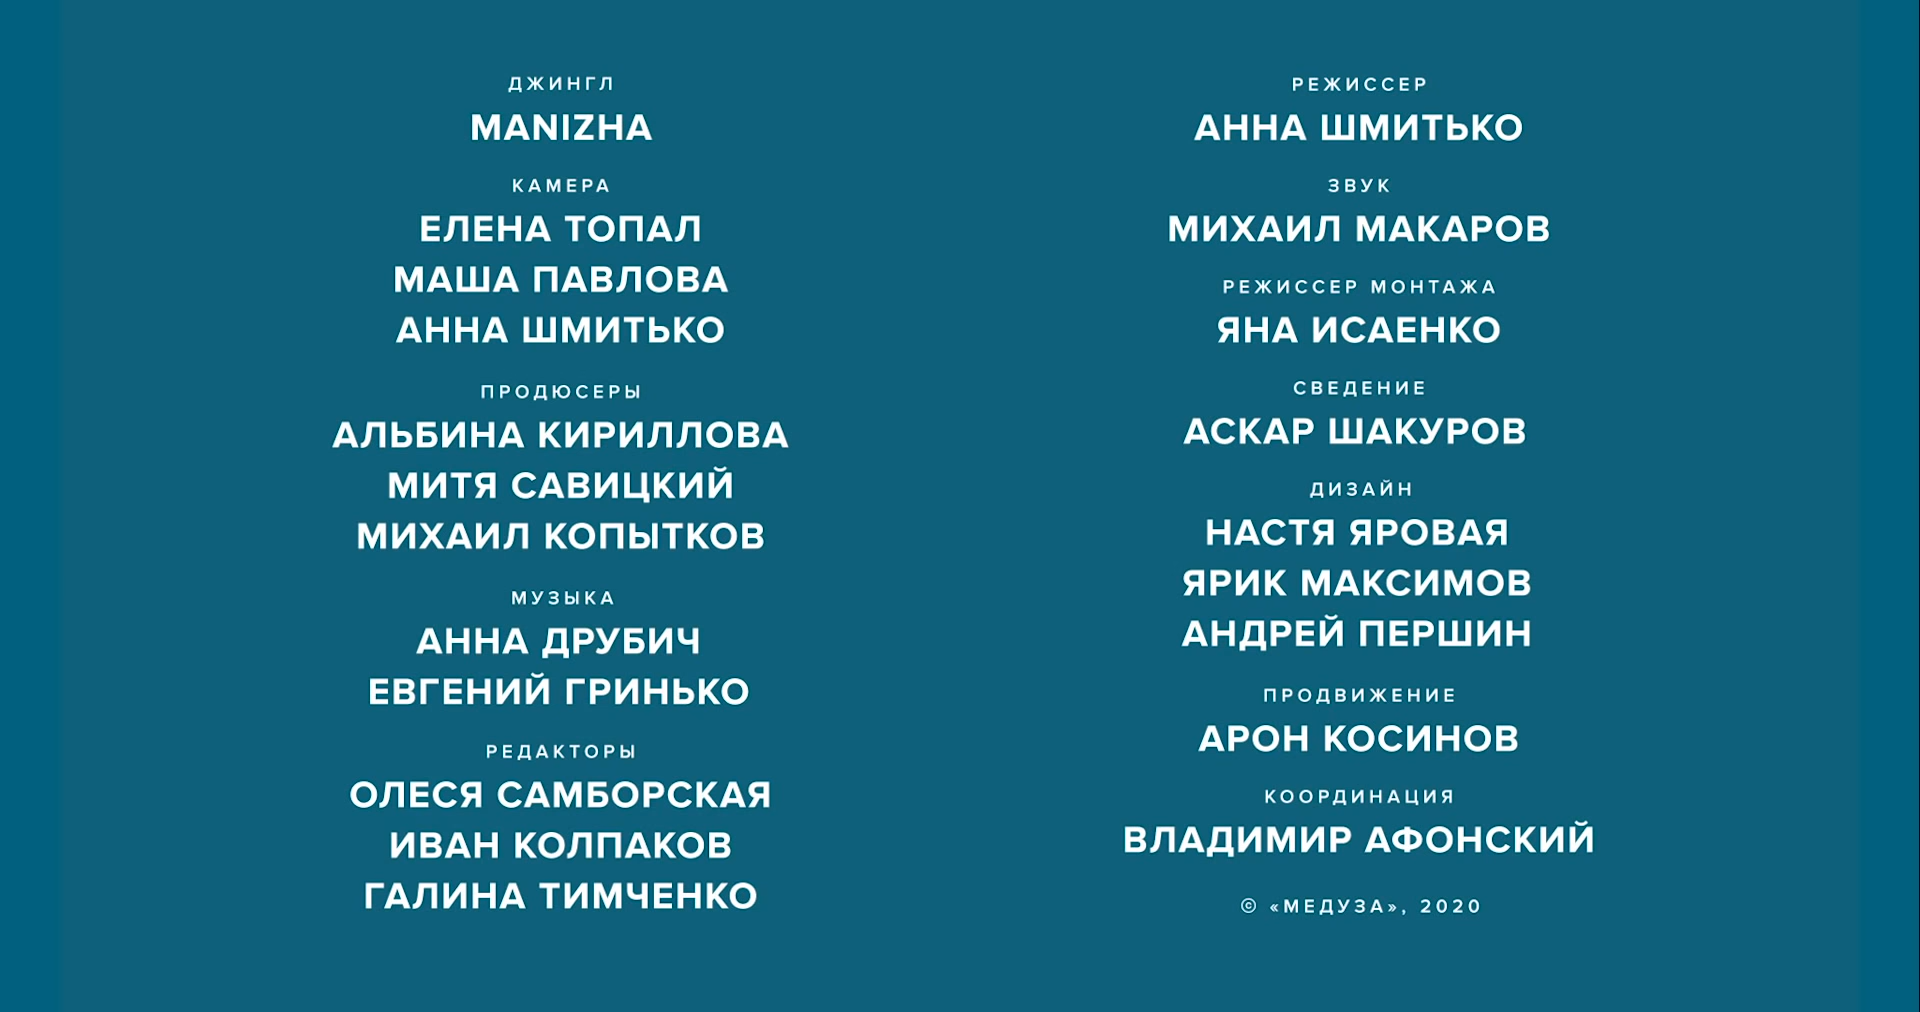 ДЖИНГЛ
MANIZHA
КАМЕРА
ЕЛЕНА ТОПАЛ
МАША ПАВЛОВА
АННА ШМИТЬКО
ПРОДЮСЕРЫ
АЛЬБИНА КИРИЛЛОВА
МИТЯ САВИЦКИЙ
МИХАИЛ КОПЫТКОВ
МУЗЫКА
АННА ДРУБИЧ
ЕВГЕНИЙ ГРИНЬКО
РЕДАКТОРЫ
ОЛЕСЯ САМБОРСКАЯ
ИВАН КОЛПАКОВ
ГАЛИНА ТИМЧЕНКО
РЕЖИССЕР
АННА ШМИТЬКО
ЗВУК
МИХАИЛ МАКАРОВ
РЕЖИССЕР МОНТАЖА
ЯНА ИСАЕНКО
СВЕДЕНИЕ
АСКАР ШАКУРОВ
ДИЗАЙН
НАСТЯ ЯРОВАЯ
ЯРИК МАКСИМОВ
АНДРЕЙ ПЕРШИН
ПРОДВИЖЕНИЕ
АРОН КОСИНОВ
КООРДИНАЦИЯ
ВЛАДИМИР АФОНСКИЙ
© «МЕДУЗА», 2020